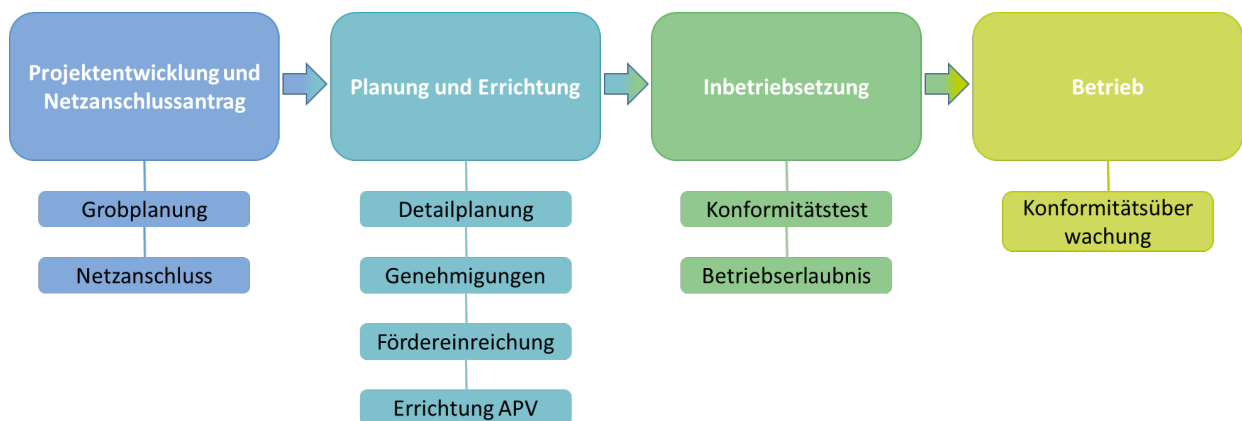 Projektentwicklung und
Netzanschlussantrag
Planung und Errichtung
Inbetriebsetzung
Betrieb
Grobplanung
Netzanschluss
Detailplanung
Genehmigungen
Fördereinreichung
Errichtung APV
Konformitätstest
Betriebserlaubnis
Konformitätsüber
wachung